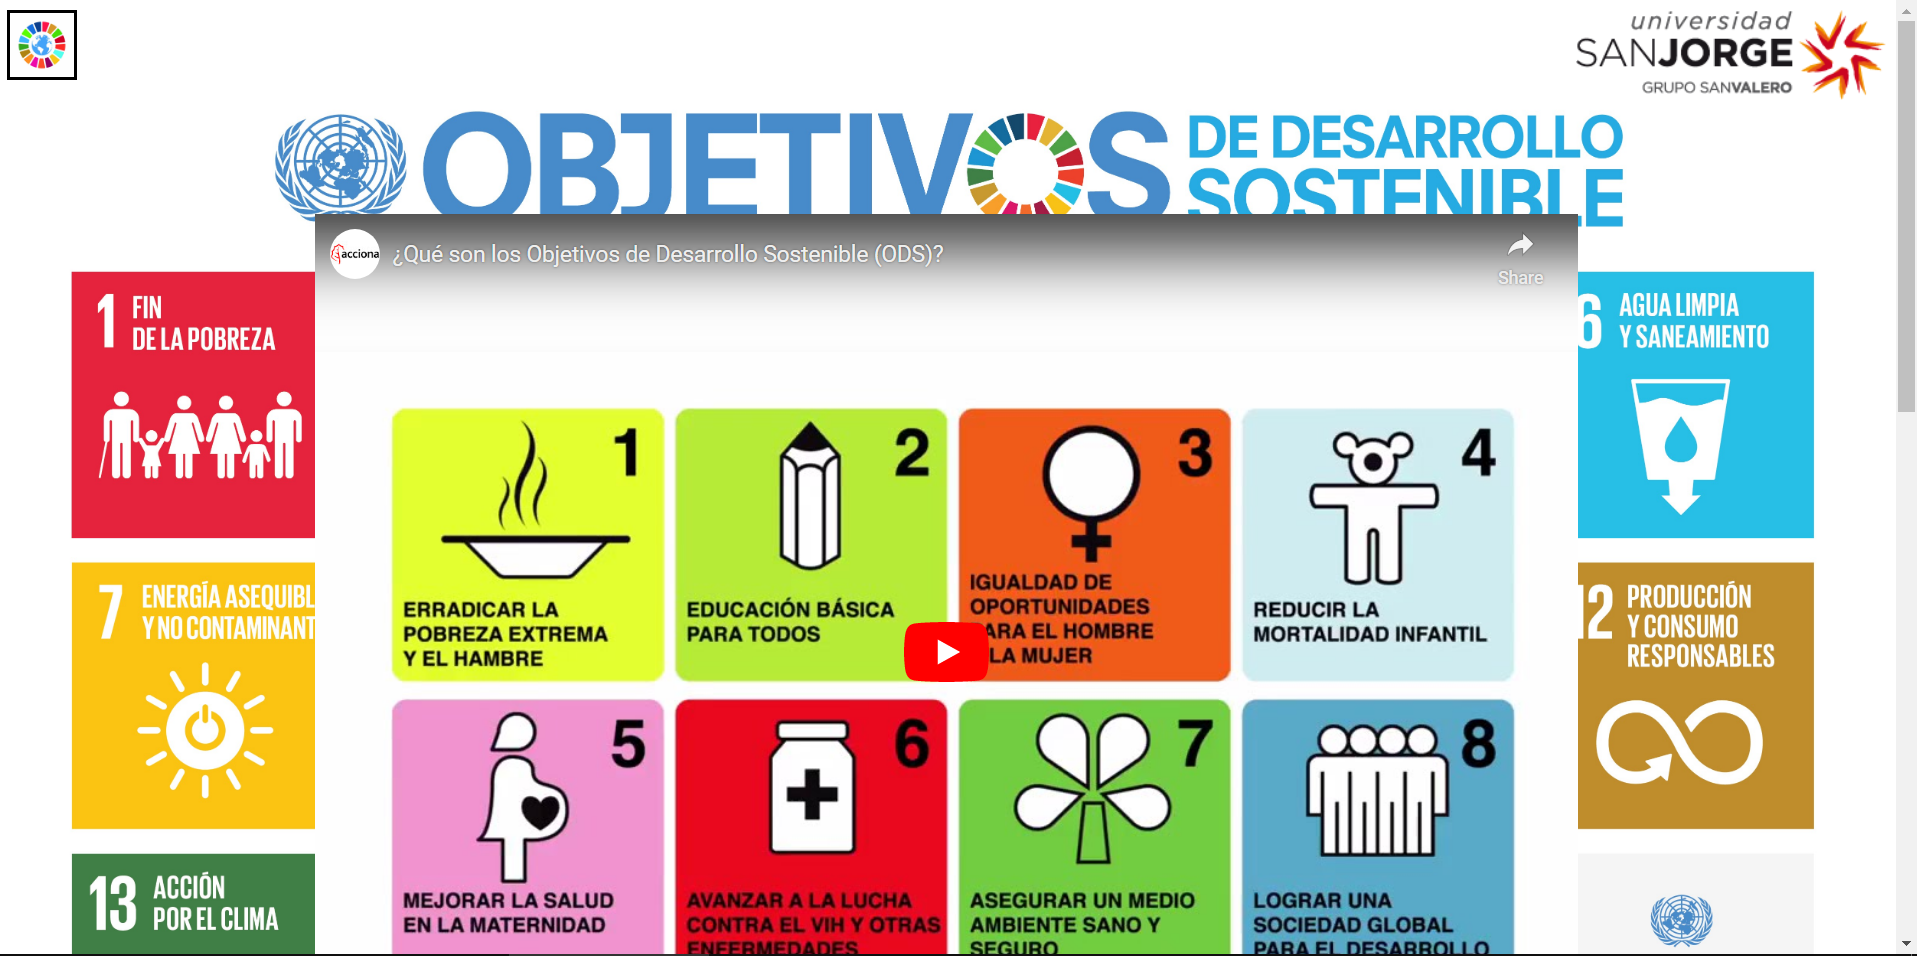 universidad
SANJORGE
GRUPO SANVALERO
OBJETIVOS
DE DESARROLLO
SOSTENIBLE
acciona
¿Qué son los Objetivos de Desarrollo Sostenible (ODS)?
Share
1 FIN
DE LA POBREZA
6 AGUA LIMPIA
Y SANEAMIENTO
1
ERRADICAR LA
POBREZA EXTREMA
Y EL HAMBRE
2
EDUCACIÓN BÁSICA
PARA TODOS
3
IGUALDAD DE
OPORTUNIDADES
PARA EL HOMBRE
LA MUJER
4
REDUCIR LA
MORTALIDAD INFANTIL
7 ENERGÍA ASEQUIBL
Y NO CONTAMINANT
12 PRODUCCIÓN
Y CONSUMO
RESPONSABLES
5
MEJORAR LA SALUD
EN LA MATERNIDAD
6
AVANZAR A LA LUCHA
CONTRA EL VIH Y OTRAS
ENFERMEDADES
7
ASEGURAR UN MEDIO
AMBIENTE SANO Y
SEGURO
8
LOGRAR UNA
SOCIEDAD GLOBAL
PARA EL DESARROLLO
13 ACCIÓN
POR EL CLIMA